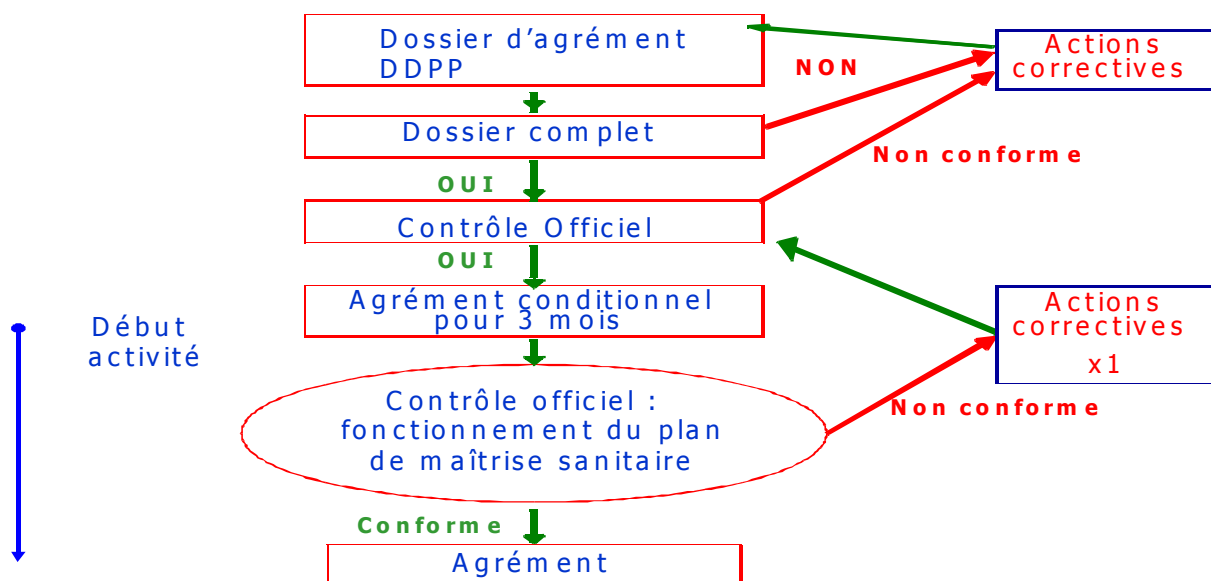 Dossier d'agrément
DDPP
Actions
correctives
NON
Dossier complet
Non conforme
OUI
Contrôle Officiel
OUI
Agrément conditionnel
pour 3 mois
Actions
correctives
x1
Début
activité
Non conforme
Contrôle officiel :
fonctionnement du plan
de maîtrise sanitaire
Conforme
Agrément